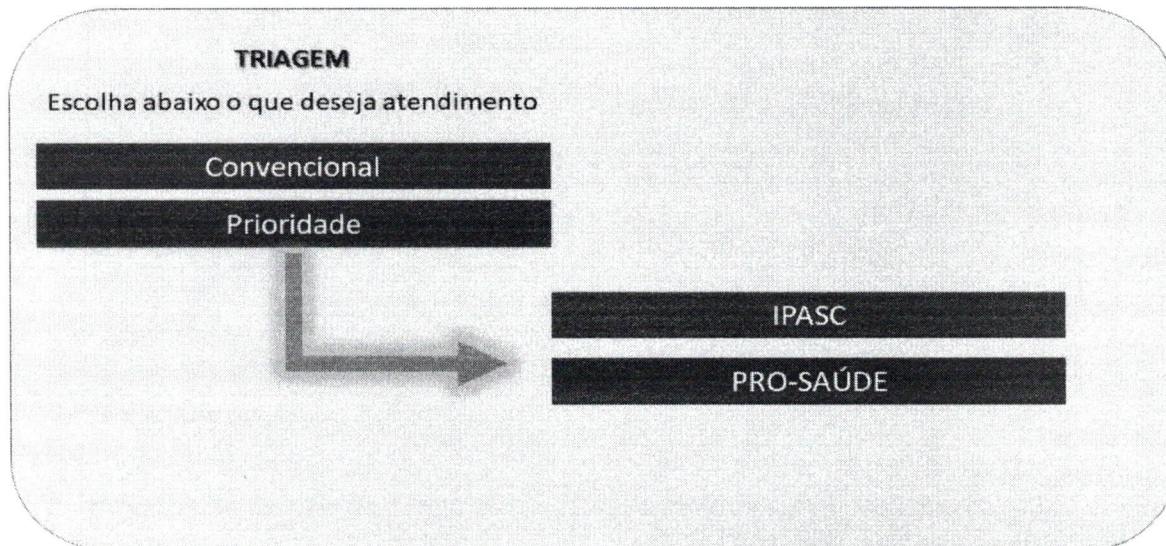 TRIAGEM
Escolha abaixo o que deseja atendimento
Convencional
Prioridade
IPASC
PRO-SAÚDE